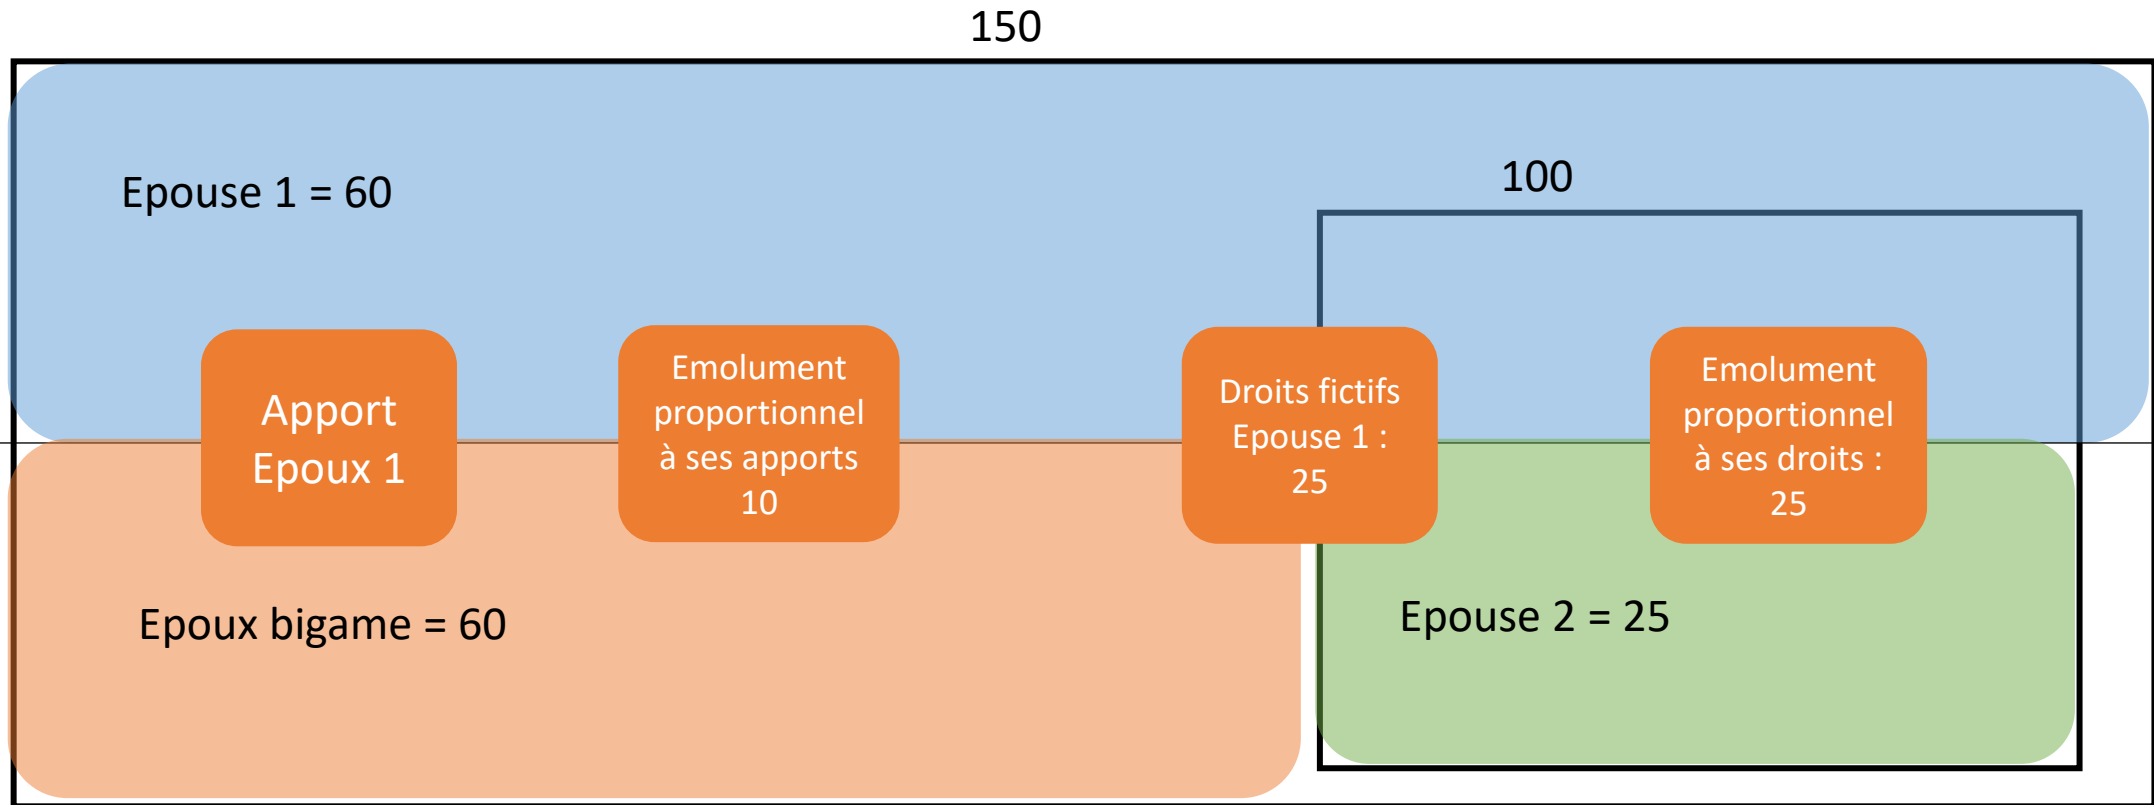 150
Epouse 1 = 60
100
Apport
Epoux 1
Emolument
proportionnel
à ses apports
10
Droits fictifs
Epouse 1 :
25
Emolument
proportionnel
à ses droits :
25
Epoux bigame = 60
Epouse 2 = 25